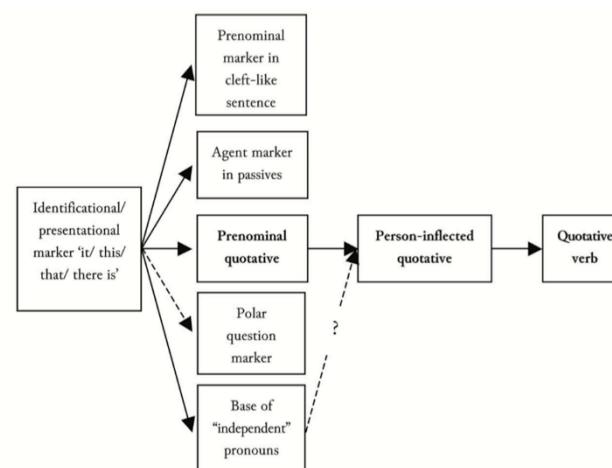 Prenominal
marker in
cleft-like
sentence
Agent marker
in passives
Identificational/
presentational
marker ‘it/ this/
that/ there is’
Prenominal
quotative
Person-inflected
quotative
Quotative
verb
Polar
question
marker
?
Base of
“independent”
pronouns